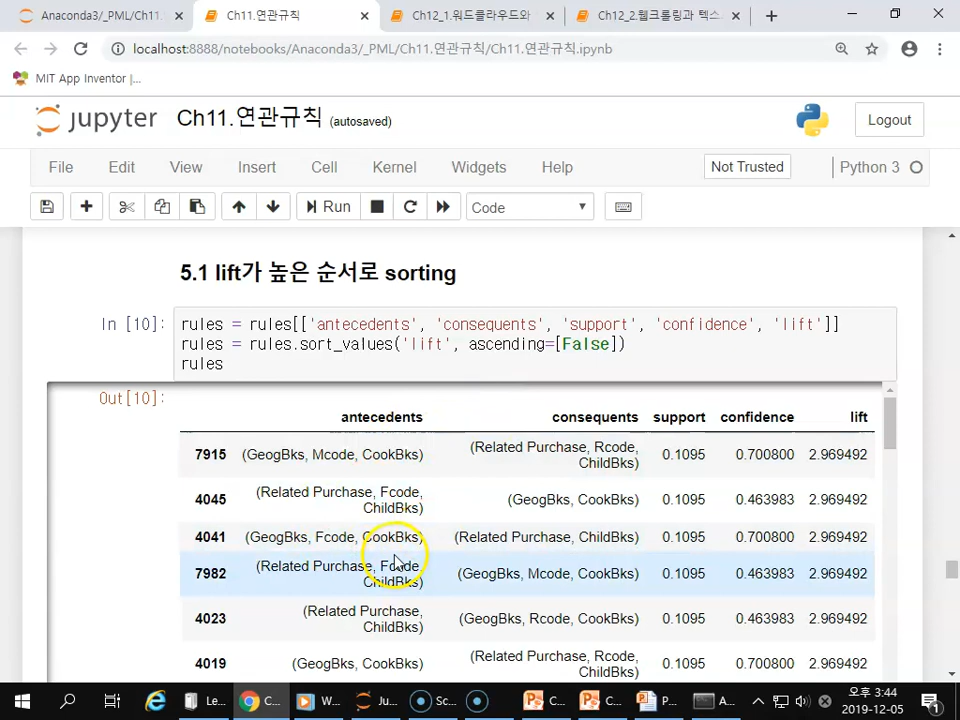 Anaconda3/_PML/Ch11.
Ch11.연관규칙
Ch12_1.워드클라우드와
Ch12_2.웹크롤링과 텍스
localhost:8888/notebooks/Anaconda3/_PML/Ch11.연관규칙/Ch11.연관규칙.ipynb
MIT App Inventor |...
jupyter Ch11.연관규칙 (autosaved)
Logout
File Edit View Insert Cell Kernel Widgets Help
Not Trusted
Python 3
Run
Code
5.1 lift가 높은 순서로 sorting
In [10]: rules = rules[['antecedents', 'consequents', 'support', 'confidence', 'lift']]
rules = rules.sort_values('lift', ascending=[False])
rules
Out[10]:
antecedents consequents support confidence lift
7915 (GeogBks, Mcode, CookBks) (Related Purchase, Rcode, ChildBks) 0.1095 0.700800 2.969492
4045 (Related Purchase, Fcode, ChildBks) (GeogBks, CookBks) 0.1095 0.463983 2.969492
4041 (GeogBks, Fcode, CookBks) (Related Purchase, ChildBks) 0.1095 0.700800 2.969492
7982 (Related Purchase, Fcode, ChildBks) (GeogBks, Mcode, CookBks) 0.1095 0.463983 2.969492
4023 (Related Purchase, ChildBks) (GeogBks, Rcode, CookBks) 0.1095 0.463983 2.969492
4019 (GeogBks, CookBks) (Related Purchase, Rcode, ChildBks) 0.1095 0.700800 2.969492
Le...
C...
W...
Ju...
Sc...
C...
C...
P...
A...
오후 3:44
2019-12-05
1